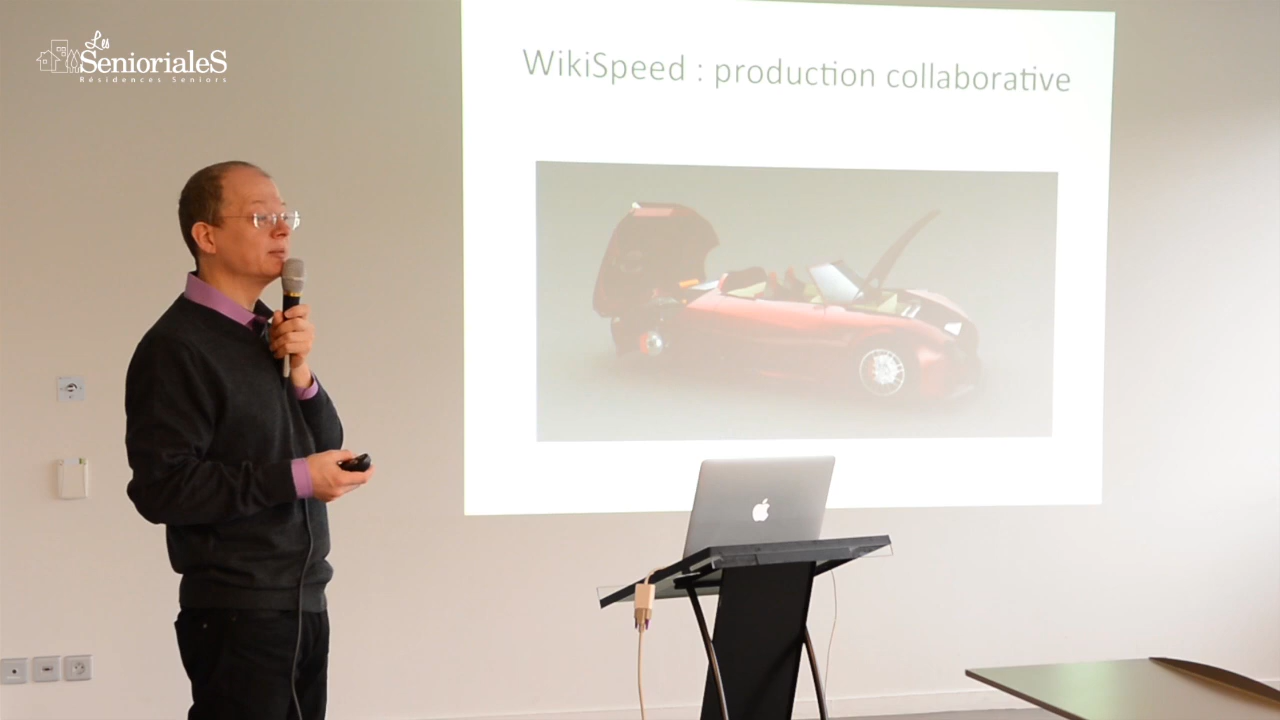 Les
SeniorialeS
Résidences Seniors
WikiSpeed : production collaborative